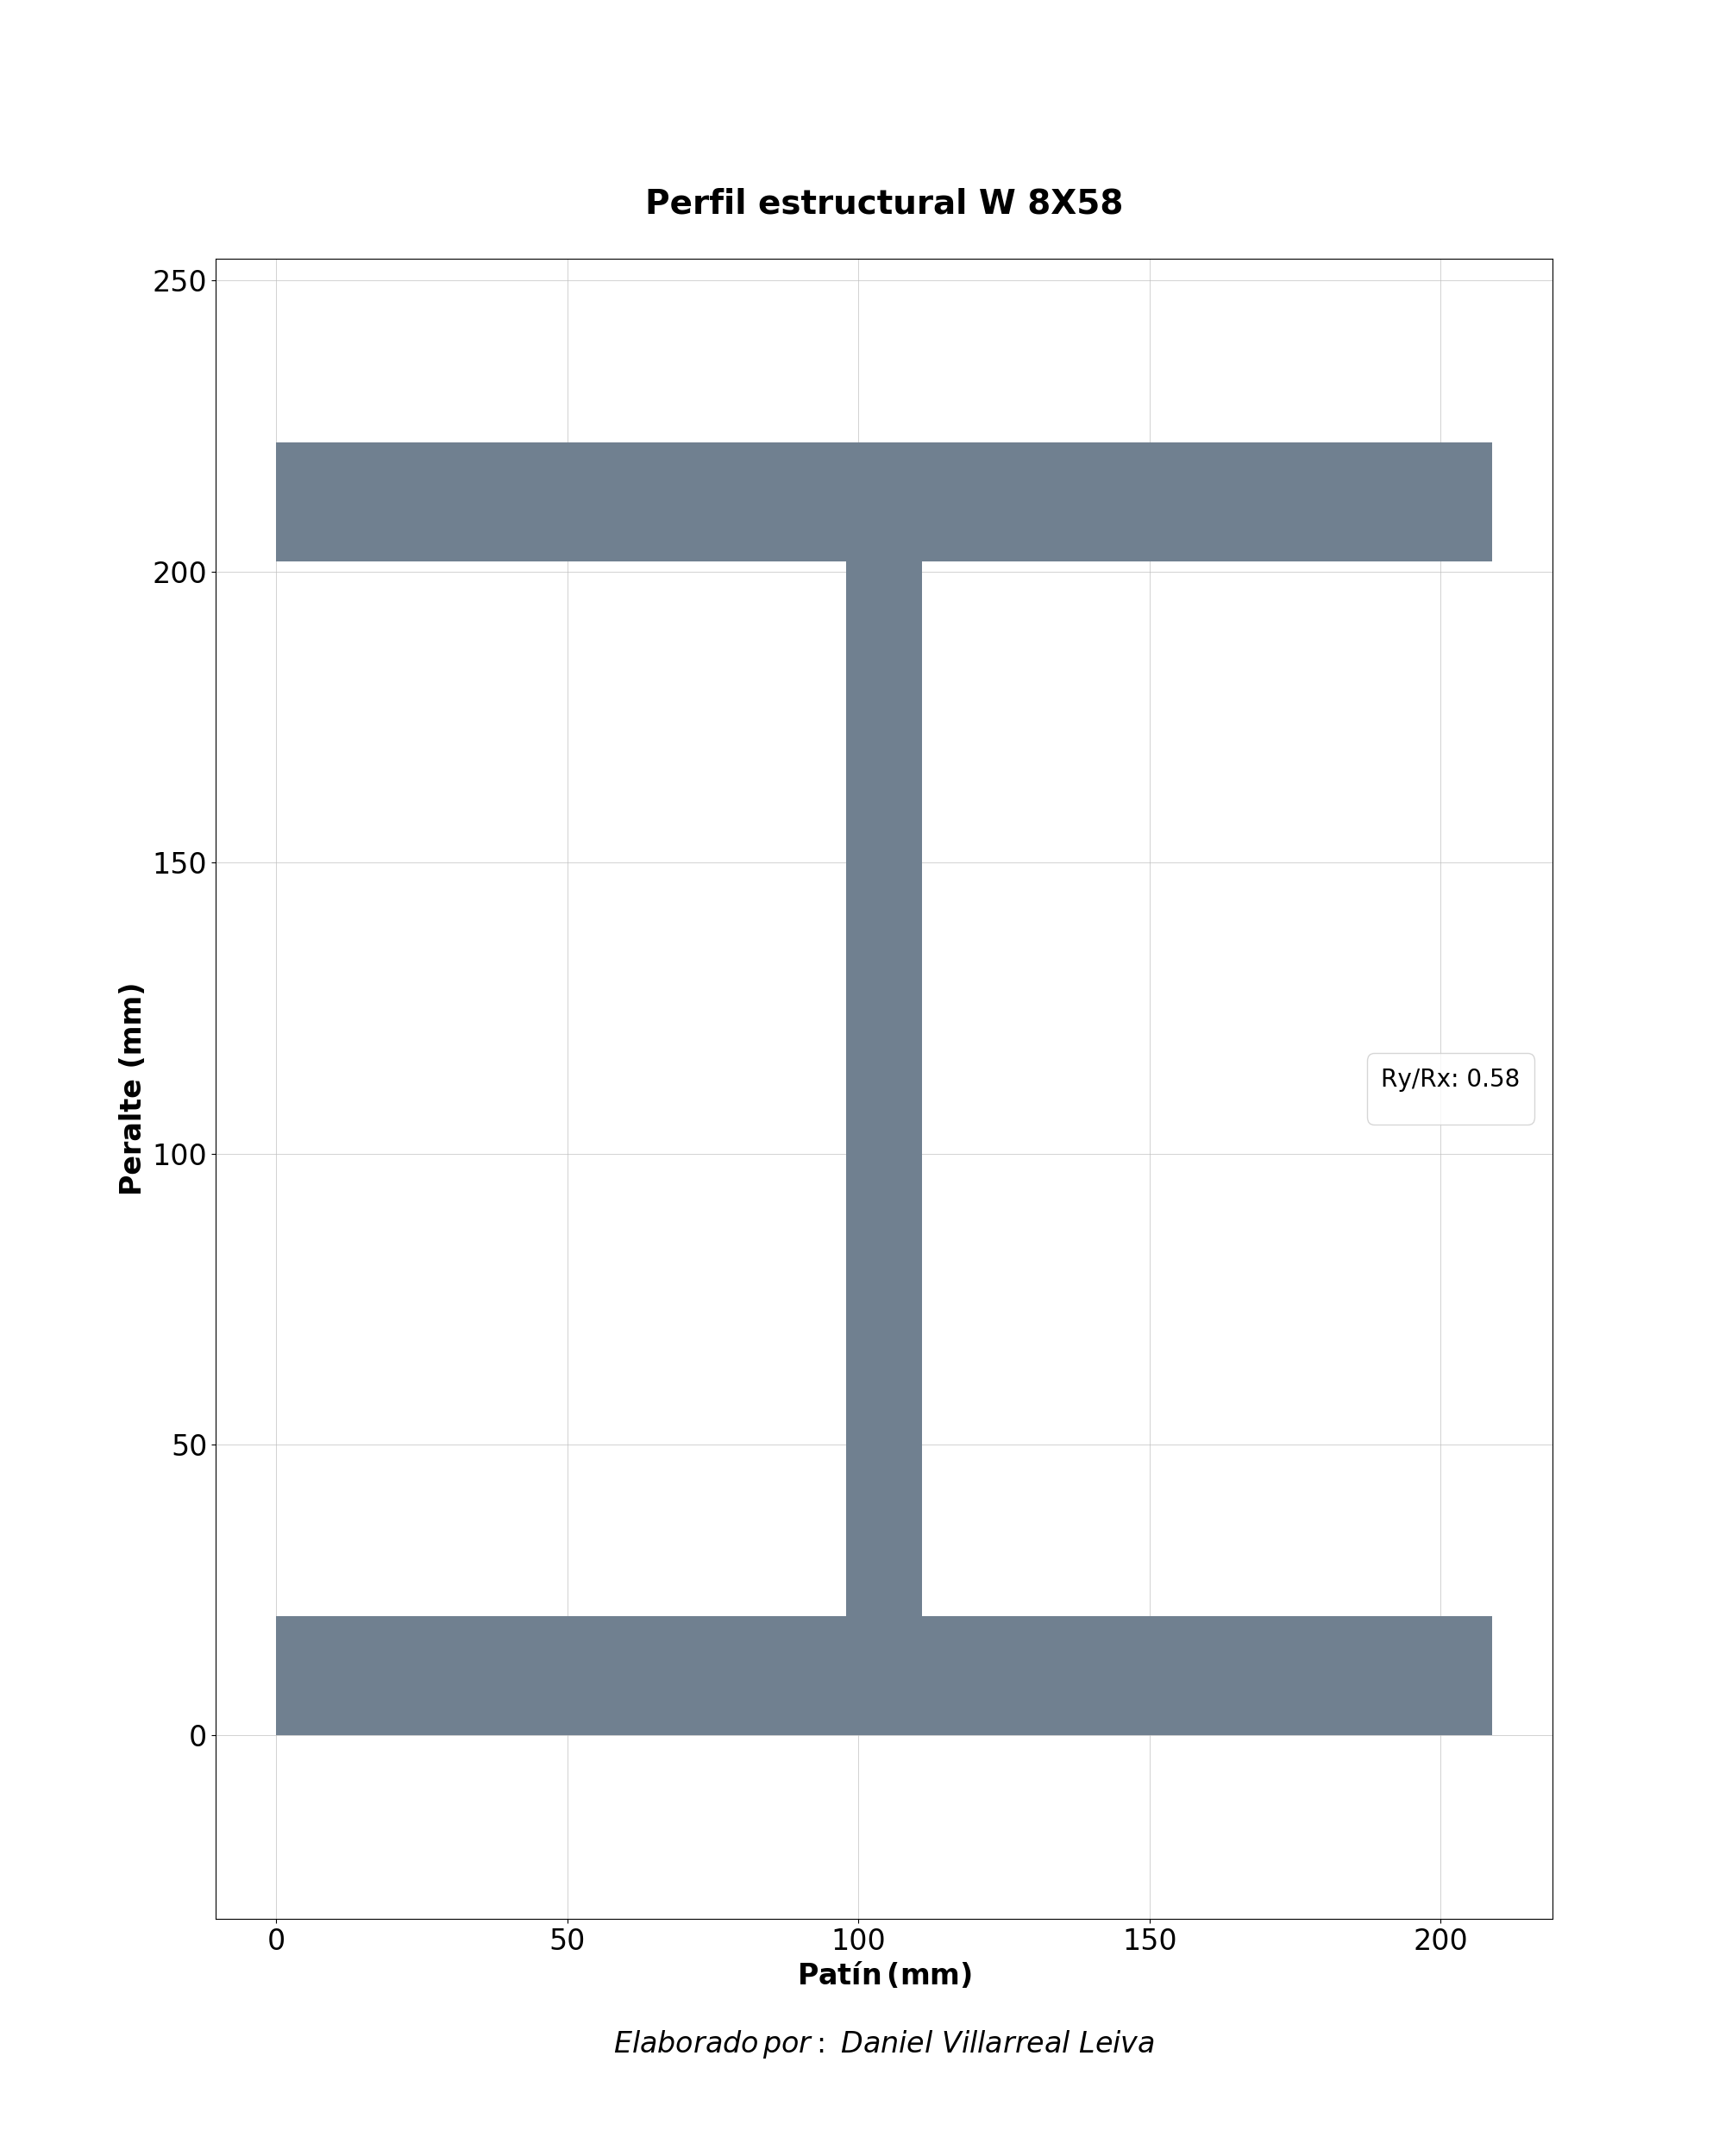 Perfil estructural W 8X58
250
200
150
100
50
0
Peralte (mm)
Ry/Rx: 0.58
0 50 100 150 200
Patín (mm)
Elaborado por: Daniel Villarreal Leiva